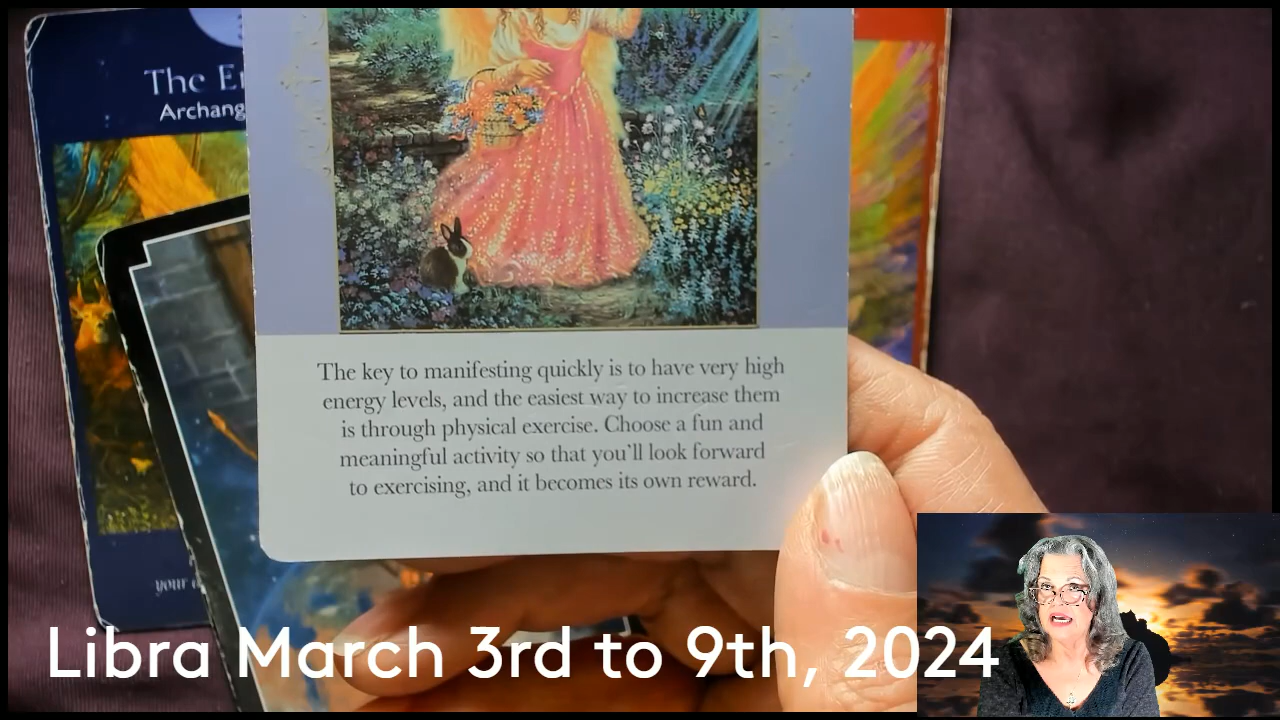 The
Archang
The key to manifesting quickly is to have very high
energy levels, and the easiest way to increase them
is through physical exercise. Choose a fun and
meaningful activity so that you'll look forward
to exercising, and it becomes its own reward.
your
Libra March 3rd to 9th, 2024